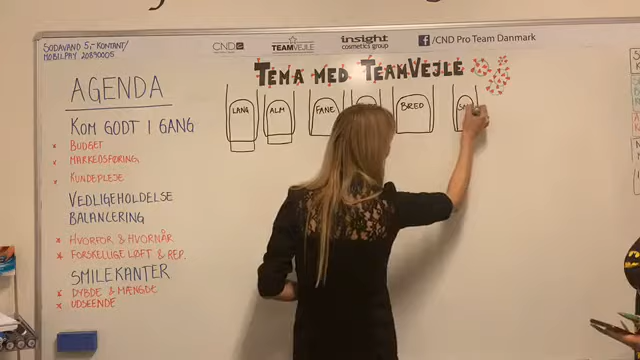 SODAVAND 5,- KONTANT/
MOBILPAY 20890005
CND
TEAMVEJLE
insight
cosmetics group
/CND Pro Team Danmark
TEMA MED TEAMVEJLE
AGENDA
LANG
ALM
FANE
BRED
KOM GODT I GANG
* BUDGET
* MARKEDSFØRING
* KUNDEPLEJE
VEDLIGEHOLDELSE
BALANCERING
* HVORFOR & HVORNÅR
* FORSKELLIGE LØFT & REP.
SMILEKANTER
* DYBDE & MÆNGDE
* UDSEENDE